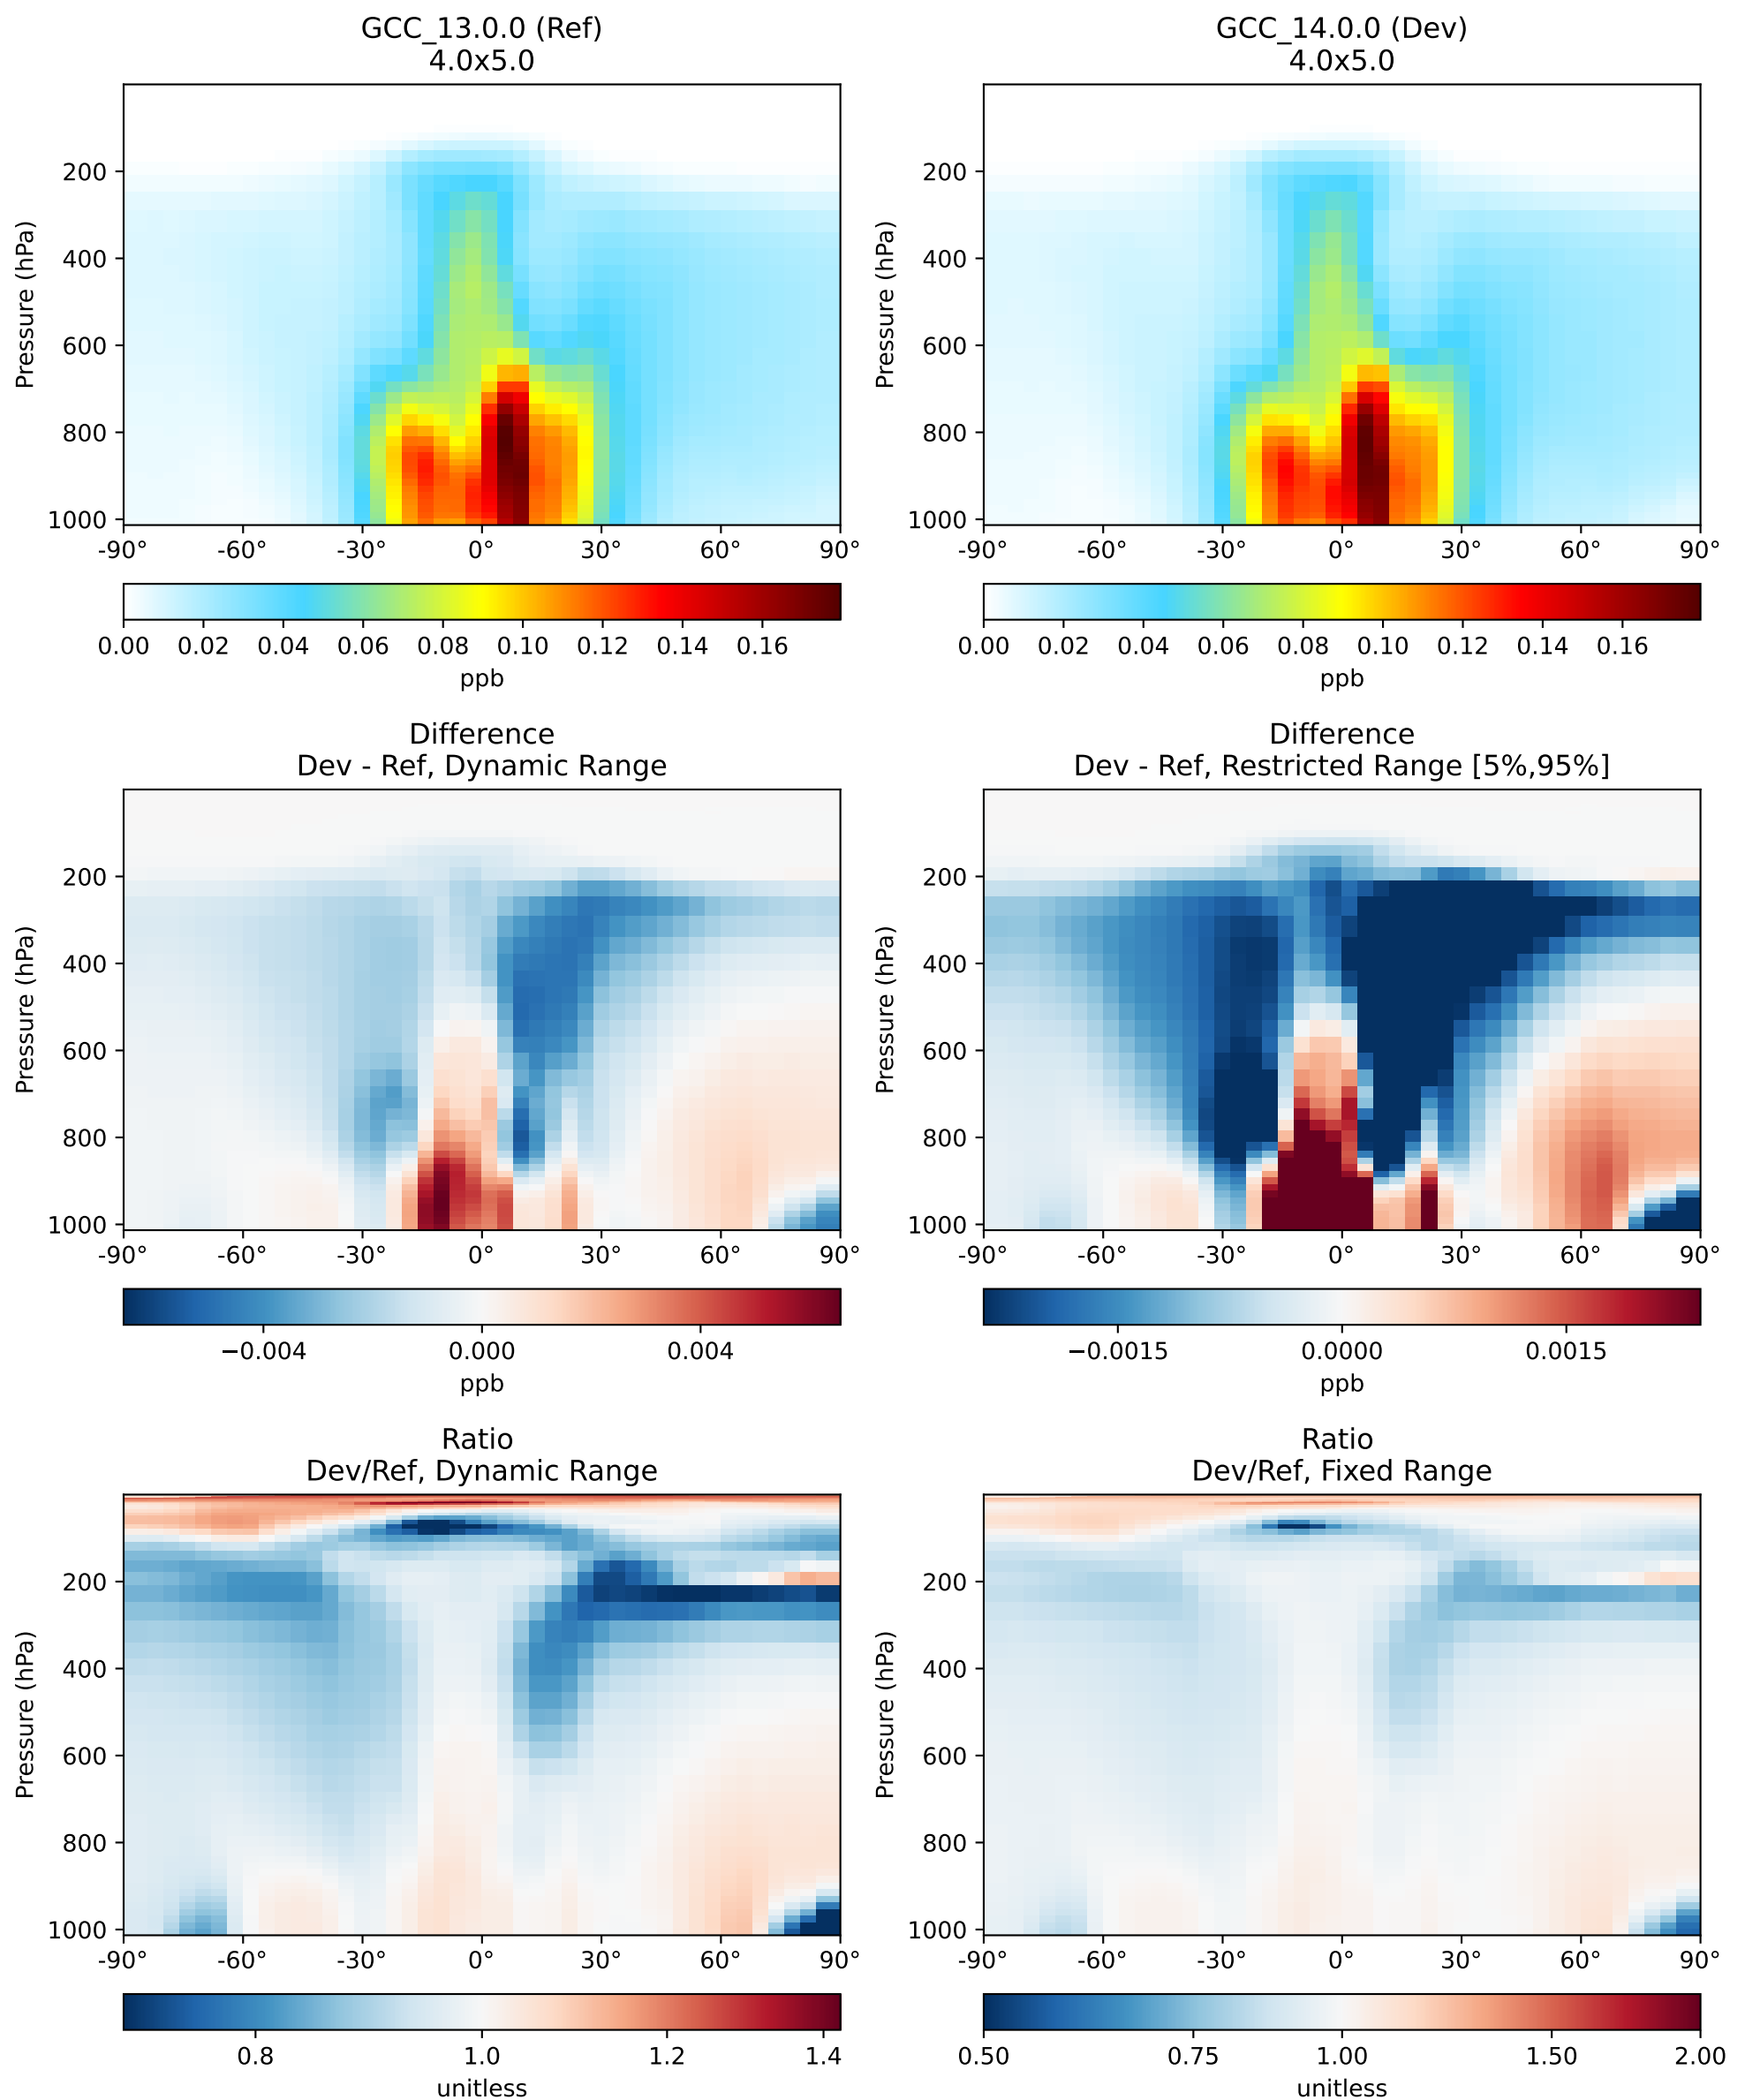 GCC_13.0.0 (Ref)
4.0x5.0
Pressure (hPa)
200
400
600
800
1000
-90° -60° -30° 0° 30° 60° 90°
0.00 0.02 0.04 0.06 0.08 0.10 0.12 0.14 0.16
ppb
GCC_14.0.0 (Dev)
4.0x5.0
Pressure (hPa)
200
400
600
800
1000
-90° -60° -30° 0° 30° 60° 90°
0.00 0.02 0.04 0.06 0.08 0.10 0.12 0.14 0.16
ppb
Difference
Dev - Ref, Dynamic Range
Pressure (hPa)
200
400
600
800
1000
-90° -60° -30° 0° 30° 60° 90°
−0.004 0.000 0.004
ppb
Difference
Dev - Ref, Restricted Range [5%,95%]
Pressure (hPa)
200
400
600
800
1000
-90° -60° -30° 0° 30° 60° 90°
−0.0015 0.0000 0.0015
ppb
Ratio
Dev/Ref, Dynamic Range
Pressure (hPa)
200
400
600
800
1000
-90° -60° -30° 0° 30° 60° 90°
0.8 1.0 1.2 1.4
unitless
Ratio
Dev/Ref, Fixed Range
Pressure (hPa)
200
400
600
800
1000
-90° -60° -30° 0° 30° 60° 90°
0.50 0.75 1.00 1.50 2.00
unitless